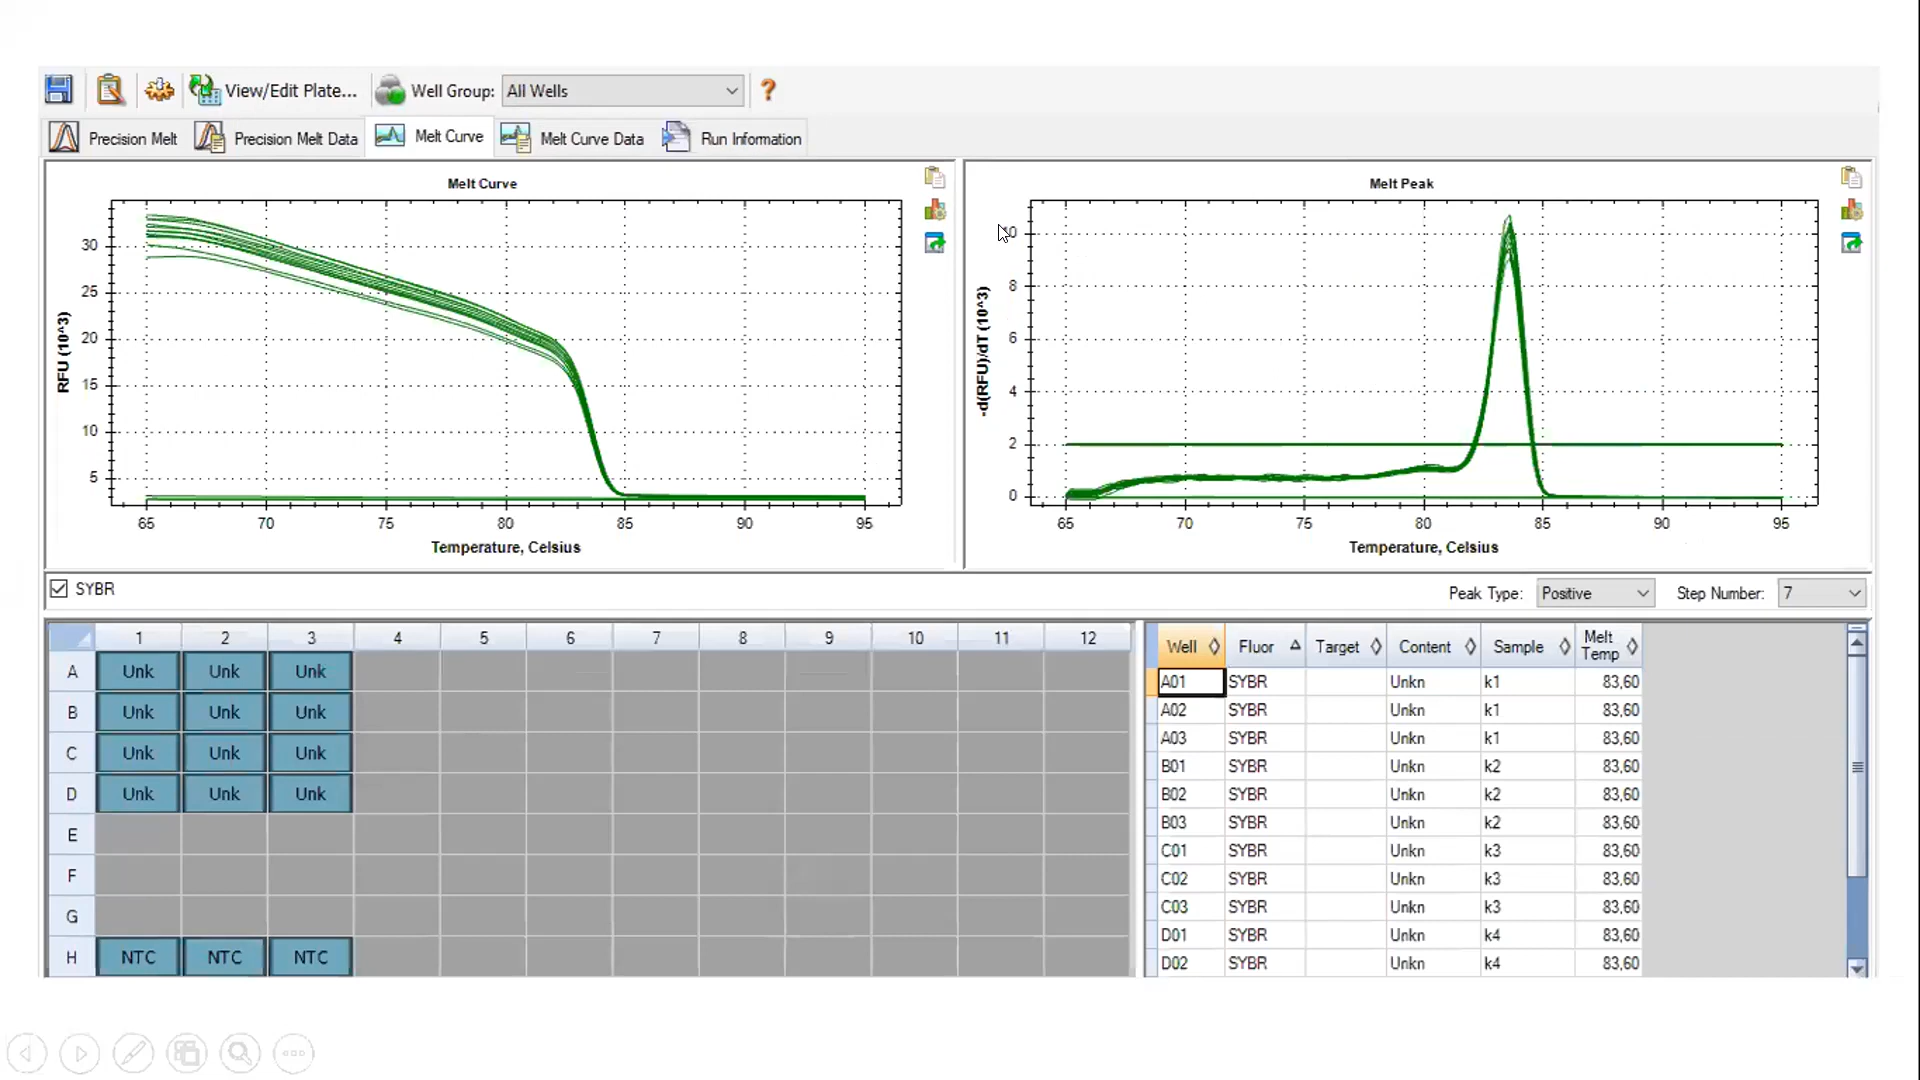 View/Edit Plate... Well Group: All Wells ?
Precision Melt Precision Melt Data Melt Curve Melt Curve Data Run Information
Melt Curve
RFU (10^3)
30
25
20
15
10
5
65 70 75 80 85 90 95
Temperature, Celsius
Melt Peak
-d(RFU)/dT (10^3)
8
6
4
2
0
65 70 75 80 85 90 95
Temperature, Celsius
SYBR
Peak Type: Positive Step Number: 7
1 2 3 4 5 6 7 8 9 10 11 12
A Unk Unk Unk
B Unk Unk Unk
C Unk Unk Unk
D Unk Unk Unk
E
F
G
H NTC NTC NTC
Well Fluor Target Content Sample Melt Temp
A01 SYBR Unkn k1 83,60
A02 SYBR Unkn k1 83,60
A03 SYBR Unkn k1 83,60
B01 SYBR Unkn k2 83,60
B02 SYBR Unkn k2 83,60
B03 SYBR Unkn k2 83,60
C01 SYBR Unkn k3 83,60
C02 SYBR Unkn k3 83,60
C03 SYBR Unkn k3 83,60
D01 SYBR Unkn k4 83,60
D02 SYBR Unkn k4 83,60